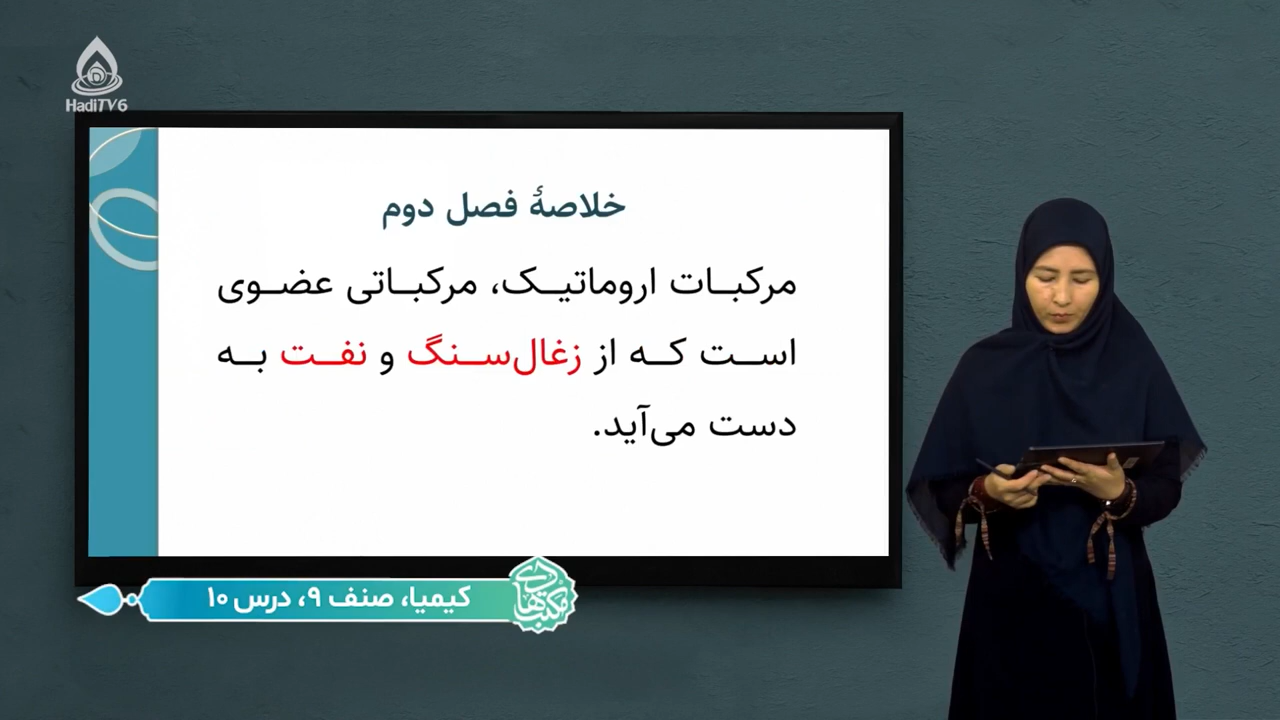 HadiTV6
خلاصهٔ فصل دوم
مرکبات اروماتیک، مرکباتی عضوی
است که از زغال‌سنگ و نفت به
دست می‌آید.
کیمیا، صنف ۹، درس ۱۰